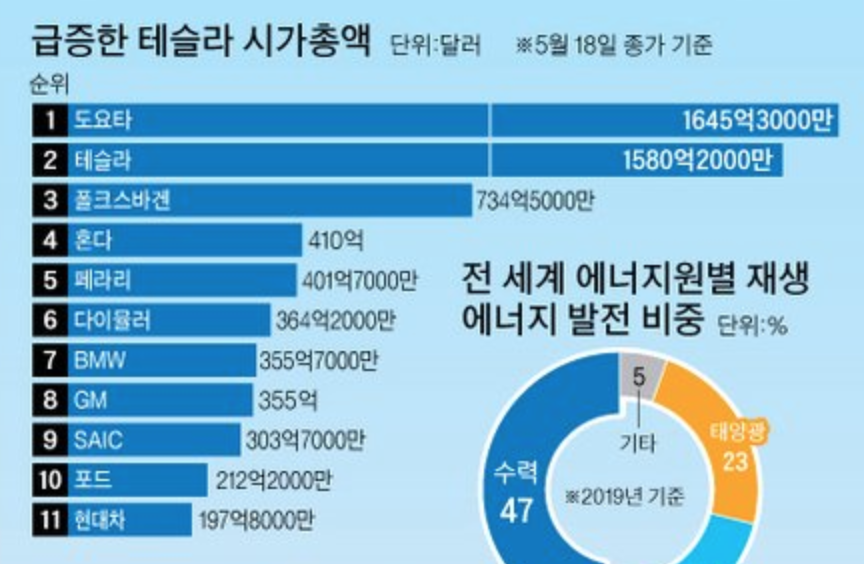 급증한 테슬라 시가총액 단위:달러 ※5월 18일 종가 기준
순위
1 도요타 1645억3000만
2 테슬라 1580억2000만
3 폴크스바겐 734억5000만
4 혼다 410억
5 페라리 401억7000만
6 다이믈러 364억2000만
7 BMW 355억7000만
8 GM 355억
9 SAIC 303억7000만
10 포드 212억2000만
11 현대차 197억8000만
전 세계 에너지원별 재생
에너지 발전 비중 단위:%
5
기타
태양광
23
수력
47
※2019년 기준